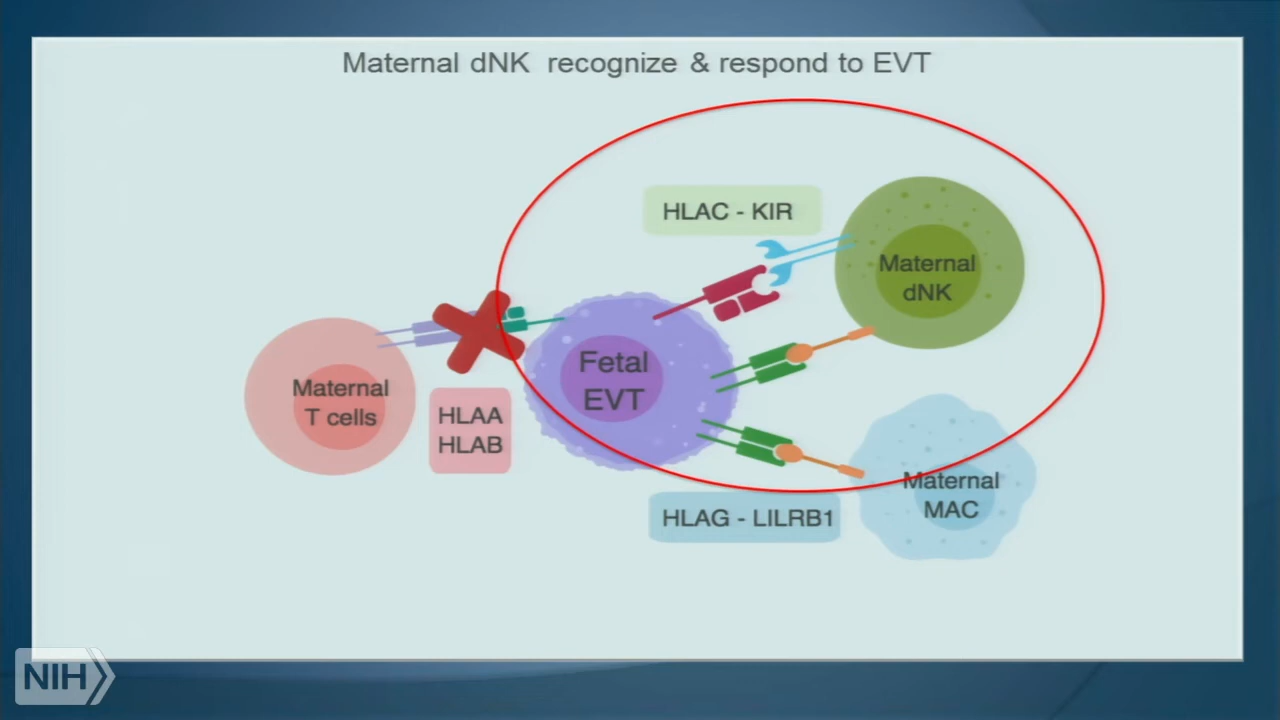 Maternal dNK recognize & respond to EVT
HLAC - KIR
Maternal
dNK
Fetal
EVT
Maternal
T cells
HLAA
HLAB
Maternal
MAC
HLAG - LILRB1
NIH